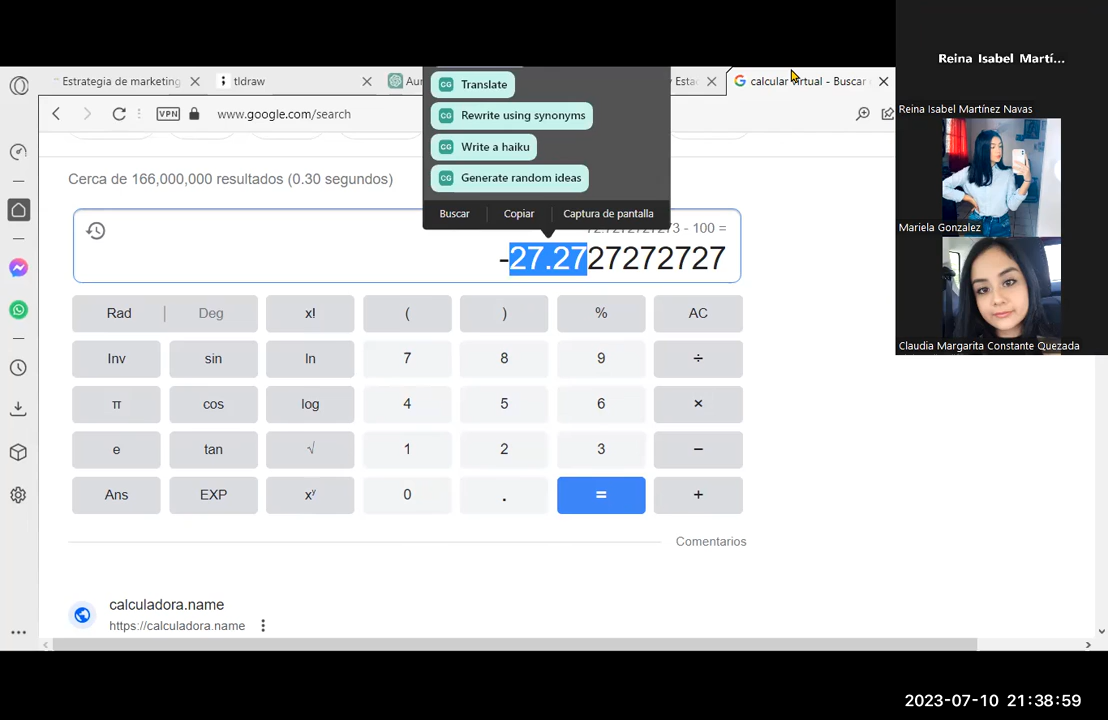 Reina Isabel Martí...
Estrategia de marketing
tldraw
Au
Esta
calcular virtual - Buscar
www.google.com/search
VPN
Translate
Rewrite using synonyms
Write a haiku
Generate random ideas
Buscar
Copiar
Captura de pantalla
Reina Isabel Martínez Navas
Mariela Gonzalez
Claudia Margarita Constante Quezada
Cerca de 166,000,000 resultados (0.30 segundos)
72.7272727273 - 100 =
-27.2727272727
Rad | Deg x! ( ) % AC
Inv sin ln 7 8 9 ÷
π cos log 4 5 6 ×
e tan √ 1 2 3 −
Ans EXP xʸ 0 . = +
Comentarios
calculadora.name
https://calculadora.name
2023-07-10 21:38:59